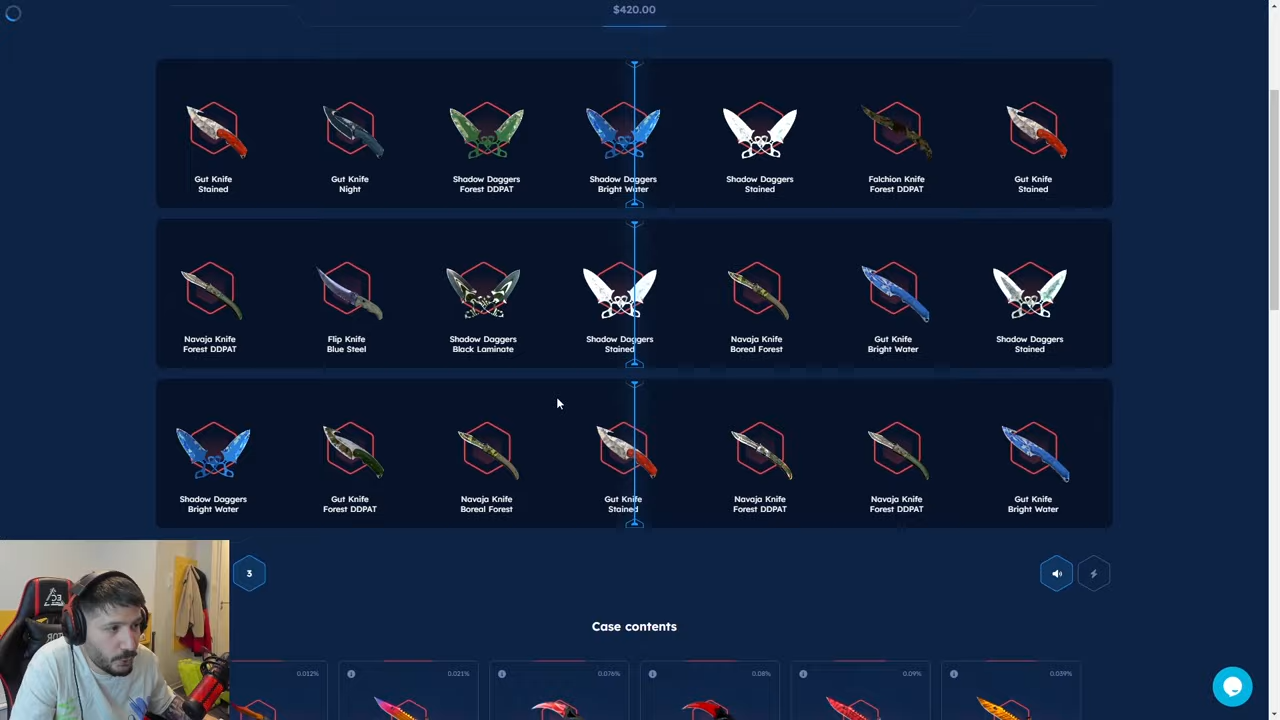 $420.00
Gut Knife
Stained
Gut Knife
Night
Shadow Daggers
Forest DDPAT
Shadow Daggers
Bright Water
Shadow Daggers
Stained
Falchion Knife
Forest DDPAT
Gut Knife
Stained
Navaja Knife
Forest DDPAT
Flip Knife
Blue Steel
Shadow Daggers
Black Laminate
Shadow Daggers
Stained
Navaja Knife
Boreal Forest
Gut Knife
Bright Water
Shadow Daggers
Stained
Shadow Daggers
Bright Water
Gut Knife
Forest DDPAT
Navaja Knife
Boreal Forest
Gut Knife
Stained
Navaja Knife
Forest DDPAT
Navaja Knife
Forest DDPAT
Gut Knife
Bright Water
3
Case contents
0.012%
0.021%
0.076%
0.08%
0.09%
0.039%